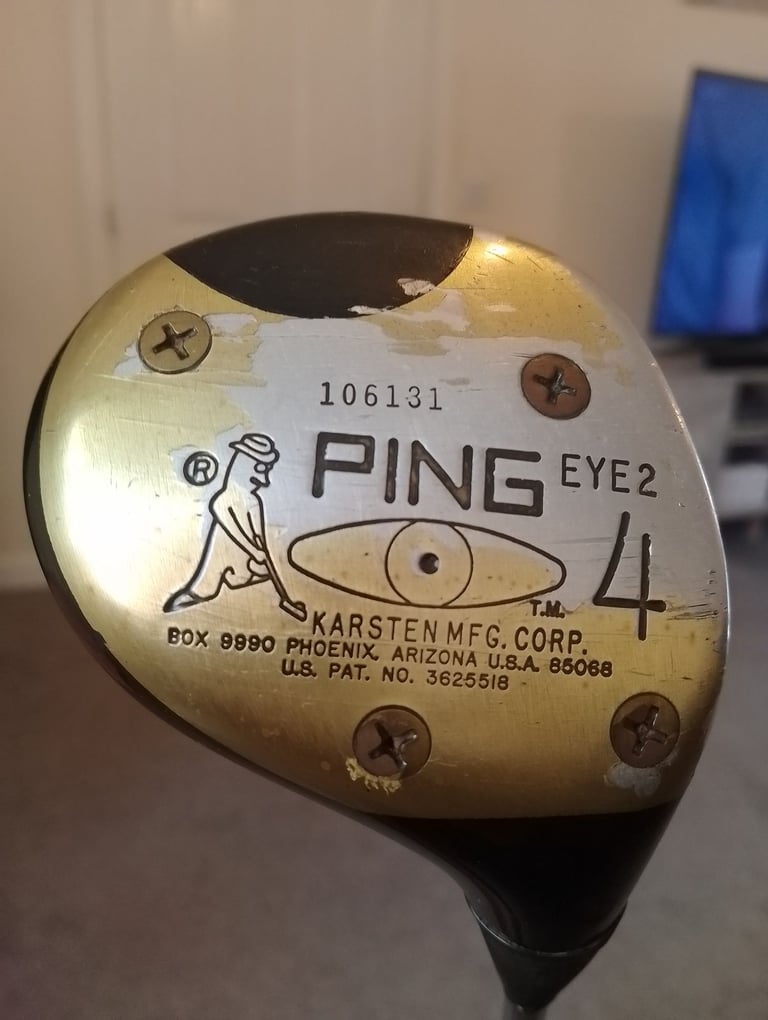 106131
®
PING EYE2
4
T.M.
KARSTEN MFG. CORP.
BOX 9990 PHOENIX, ARIZONA U.S.A. 85068
U.S. PAT. NO. 3625518